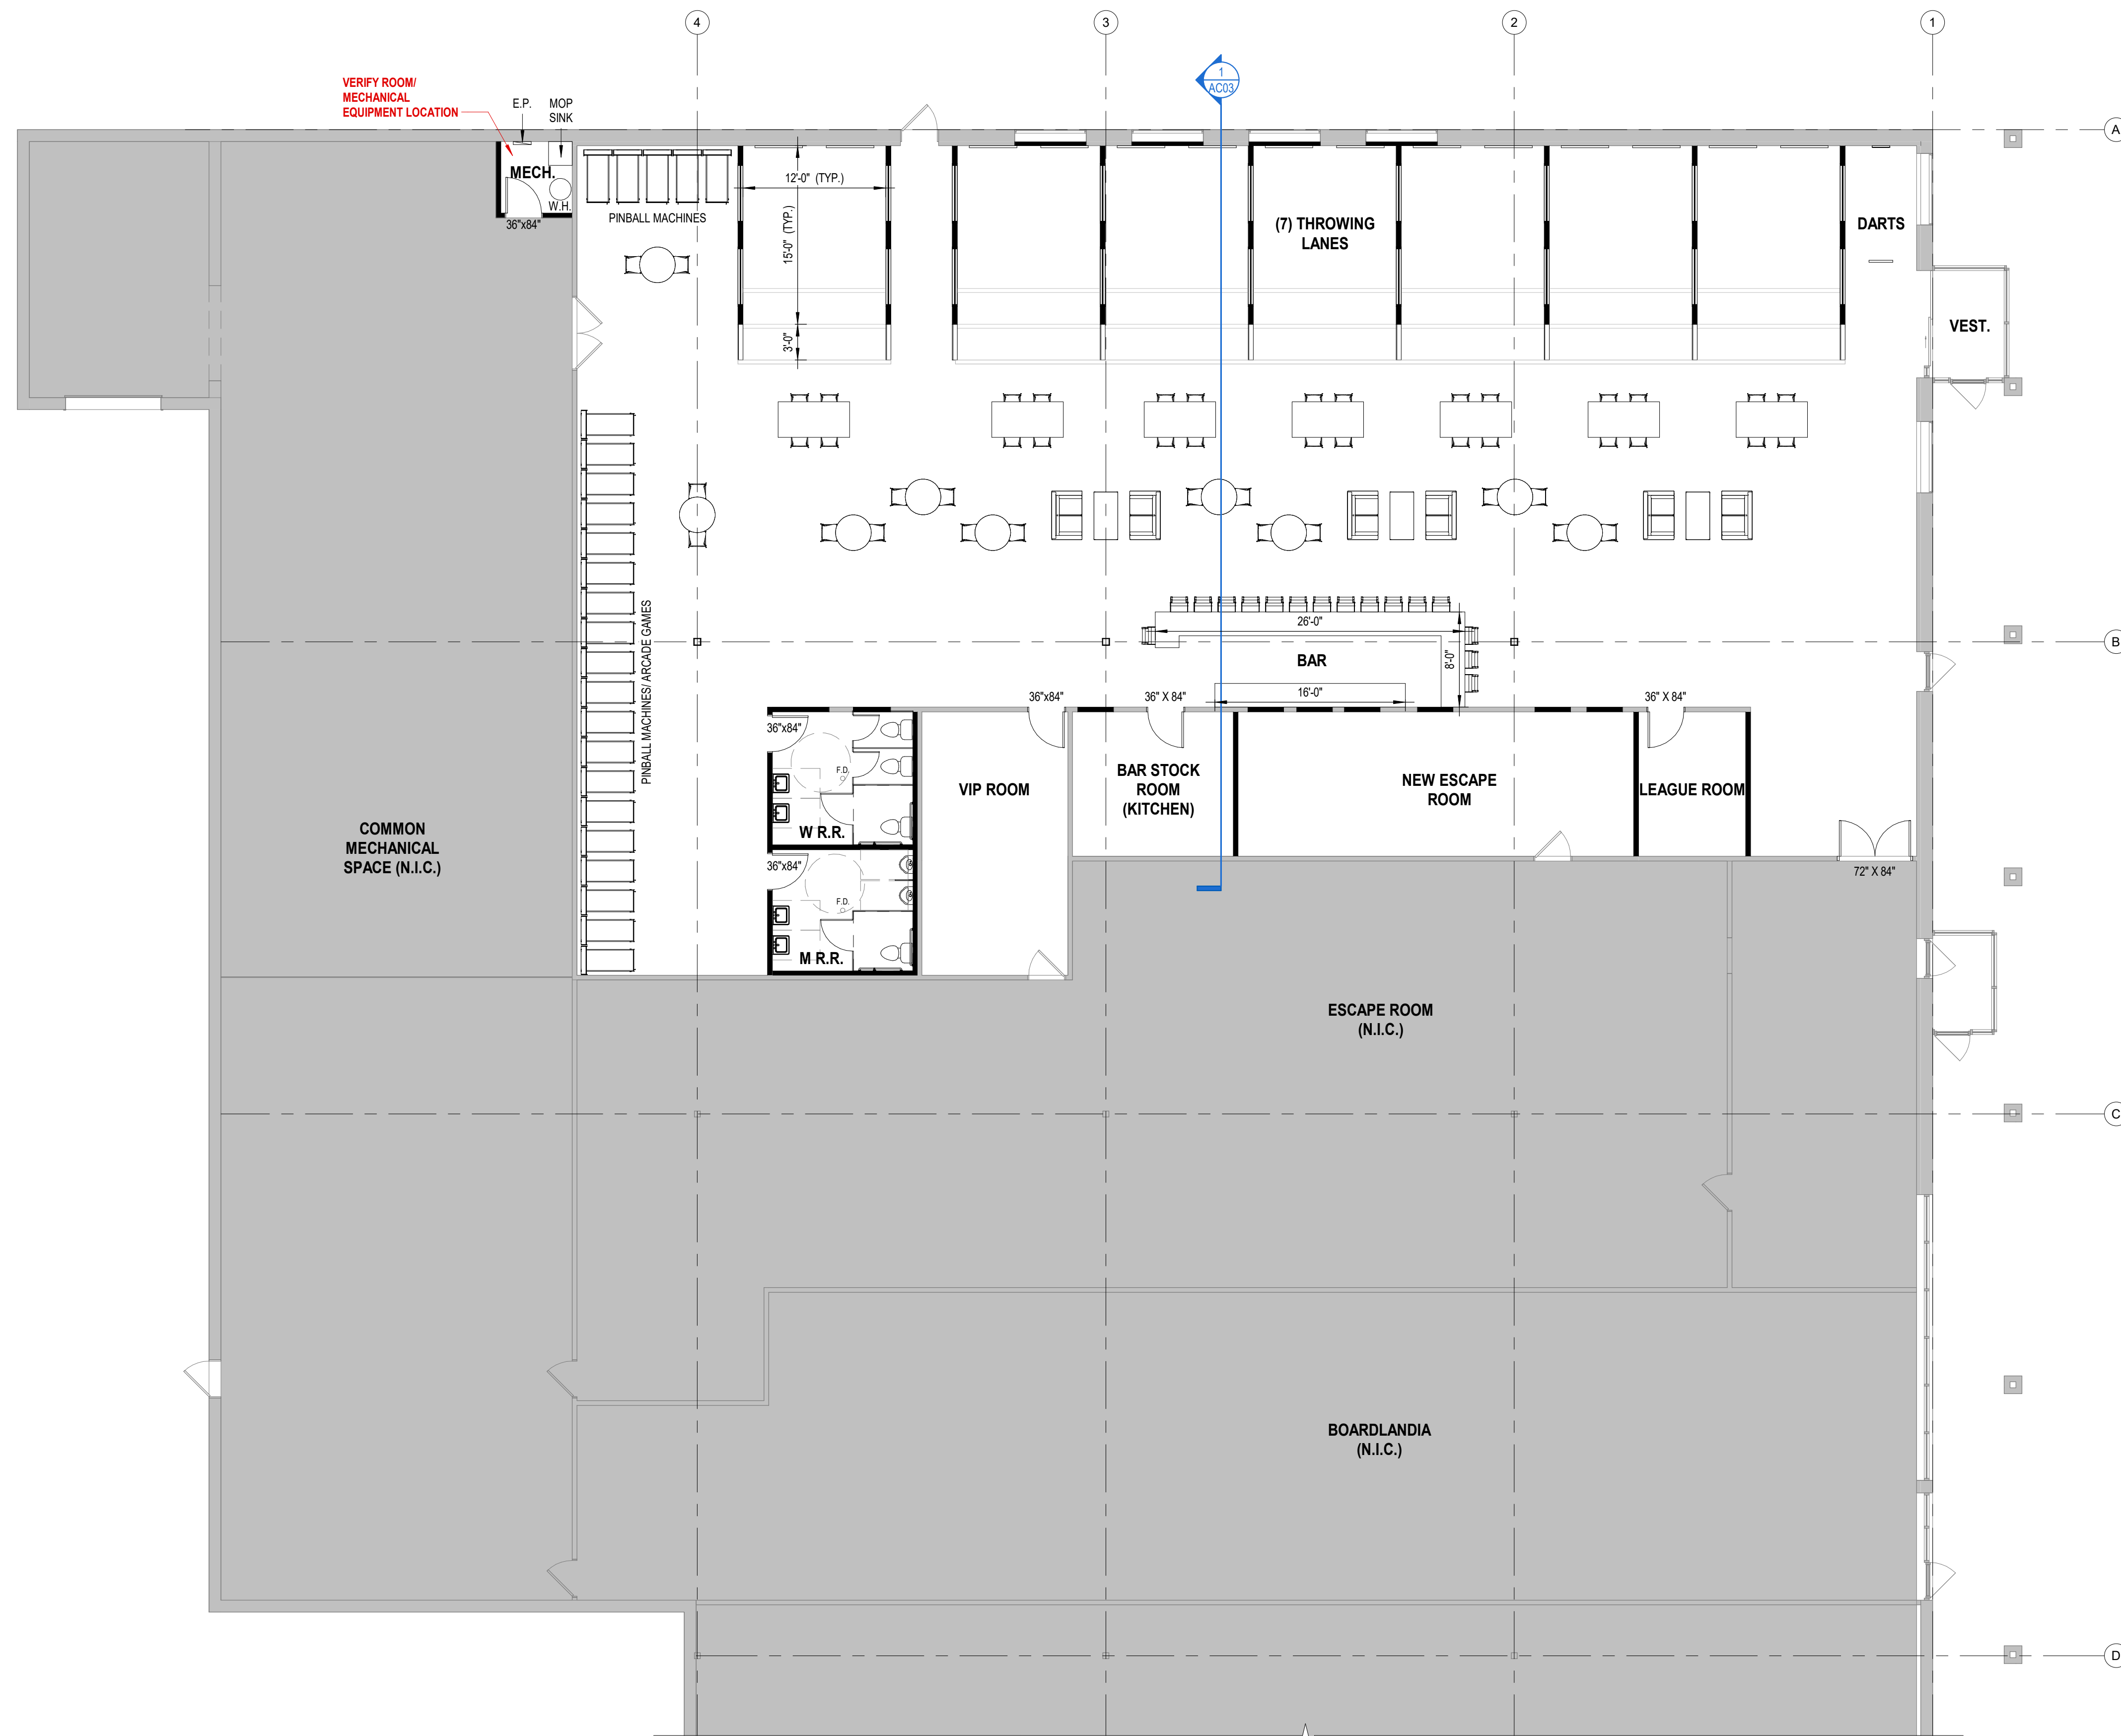 4
3
2
1
1
AC03
VERIFY ROOM/
MECHANICAL
EQUIPMENT LOCATION
E.P.
MOP
SINK
A
MECH.
W.H.
36"x84"
PINBALL MACHINES
12'-0" (TYP.)
15'-0" (TYP.)
3'-0"
(7) THROWING
LANES
DARTS
VEST.
PINBALL MACHINES/ ARCADE GAMES
26'-0"
BAR
8'-0"
16'-0"
B
36"x84"
36" X 84"
36" X 84"
36"x84"
F.D.
W R.R.
36"x84"
F.D.
M R.R.
VIP ROOM
BAR STOCK
ROOM
(KITCHEN)
NEW ESCAPE
ROOM
LEAGUE ROOM
72" X 84"
COMMON
MECHANICAL
SPACE (N.I.C.)
ESCAPE ROOM
(N.I.C.)
C
BOARDLANDIA
(N.I.C.)
D